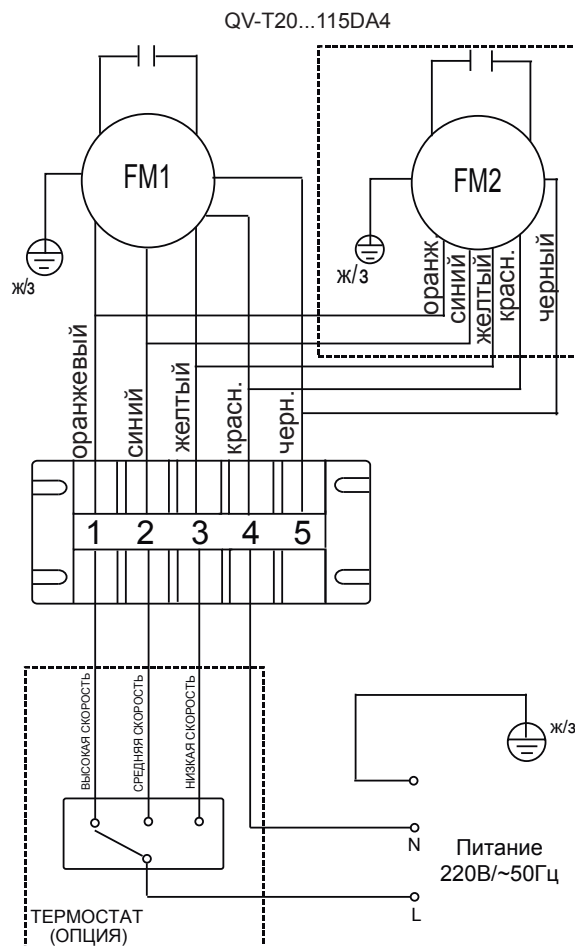 QV-T20...115DA4
FM1
FM2
ж/з
ж/з
оранж.
синий
желтый
красн.
черный
оранжевый
синий
желтый
красн.
черн.
1 2 3 4 5
ВЫСОКАЯ СКОРОСТЬ
СРЕДНЯЯ СКОРОСТЬ
НИЗКАЯ СКОРОСТЬ
ж/з
N
Питание
220В/~50Гц
L
ТЕРМОСТАТ
(ОПЦИЯ)